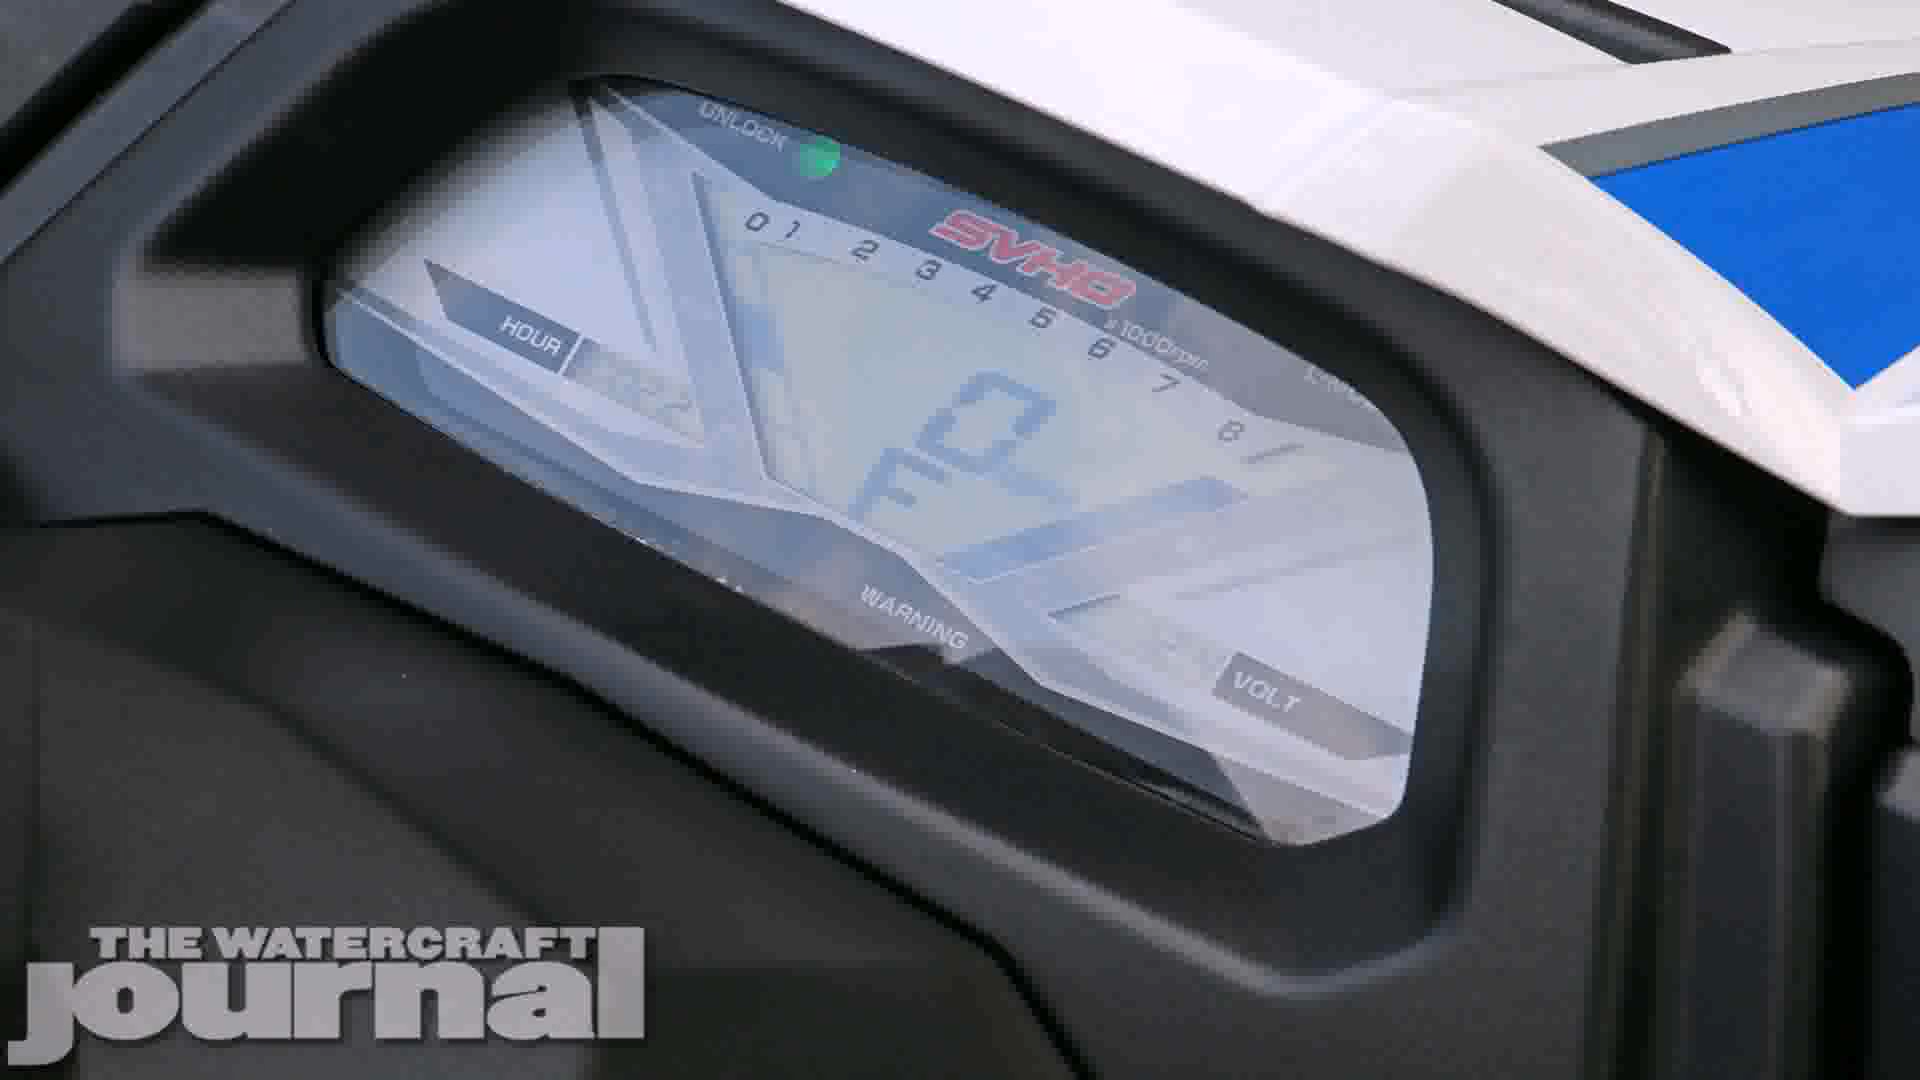 UNLOCK
SVHO
0 1 2 3 4 5 6 7 8
x1000rpm
HOUR
0
F
WARNING
VOLT
THE WATERCRAFT
journal